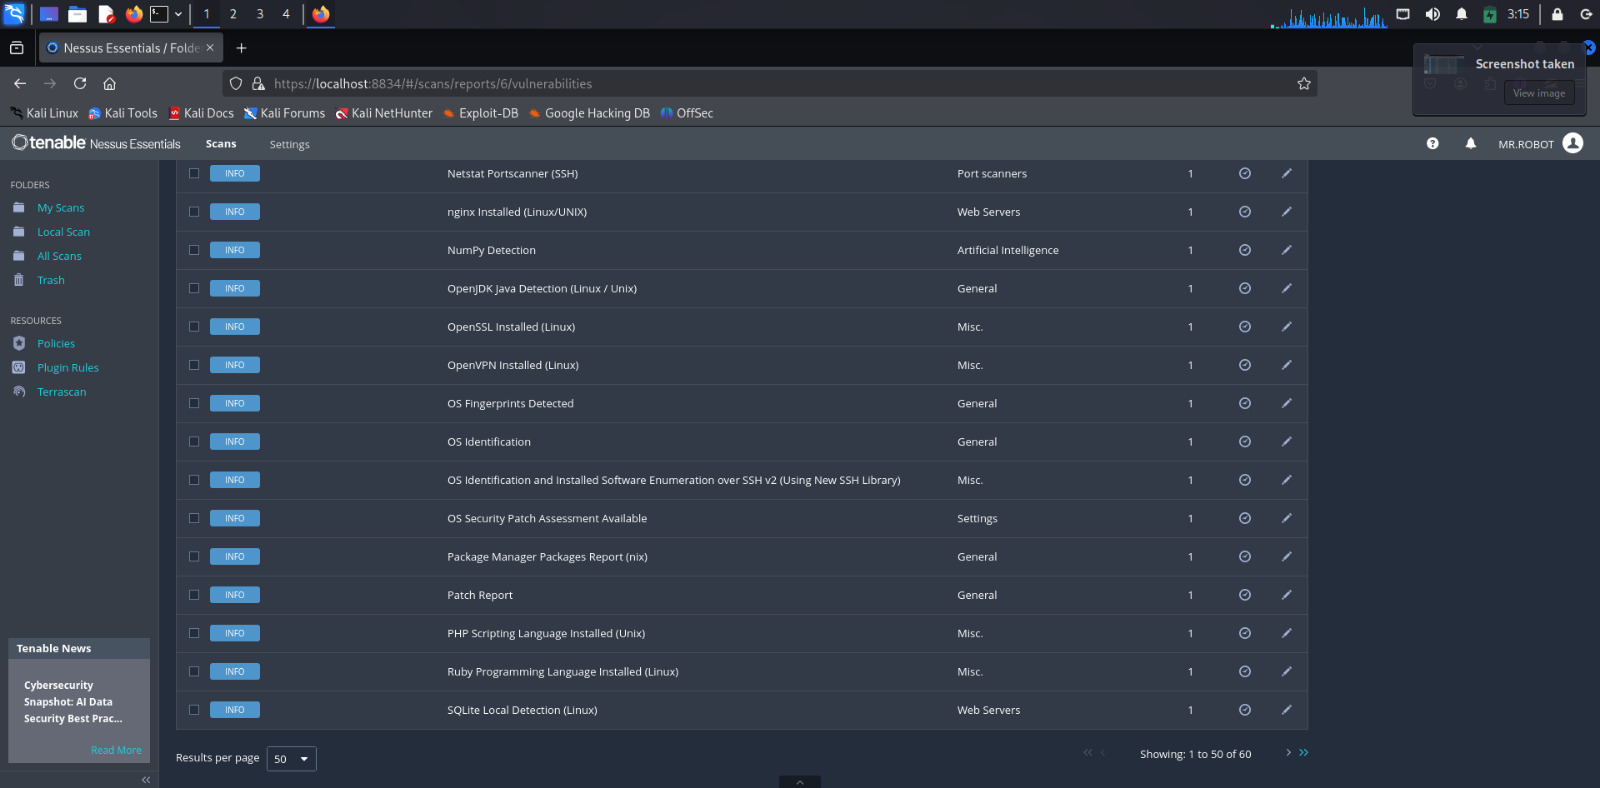 1 2 3 4
3:15
Nessus Essentials / Folde
Screenshot taken
View image
https://localhost:8834/#/scans/reports/6/vulnerabilities
Kali Linux Kali Tools Kali Docs Kali Forums Kali NetHunter Exploit-DB Google Hacking DB OffSec
tenable Nessus Essentials Scans Settings MR.ROBOT
FOLDERS
My Scans
Local Scan
All Scans
Trash
RESOURCES
Policies
Plugin Rules
Terrascan
INFO Netstat Portscanner (SSH) Port scanners 1
INFO nginx Installed (Linux/UNIX) Web Servers 1
INFO NumPy Detection Artificial Intelligence 1
INFO OpenJDK Java Detection (Linux / Unix) General 1
INFO OpenSSL Installed (Linux) Misc. 1
INFO OpenVPN Installed (Linux) Misc. 1
INFO OS Fingerprints Detected General 1
INFO OS Identification General 1
INFO OS Identification and Installed Software Enumeration over SSH v2 (Using New SSH Library) Misc. 1
INFO OS Security Patch Assessment Available Settings 1
INFO Package Manager Packages Report (nix) General 1
INFO Patch Report General 1
INFO PHP Scripting Language Installed (Unix) Misc. 1
INFO Ruby Programming Language Installed (Linux) Misc. 1
INFO SQLite Local Detection (Linux) Web Servers 1
Tenable News
Cybersecurity
Snapshot: AI Data
Security Best Prac...
Read More
Results per page 50 Showing: 1 to 50 of 60